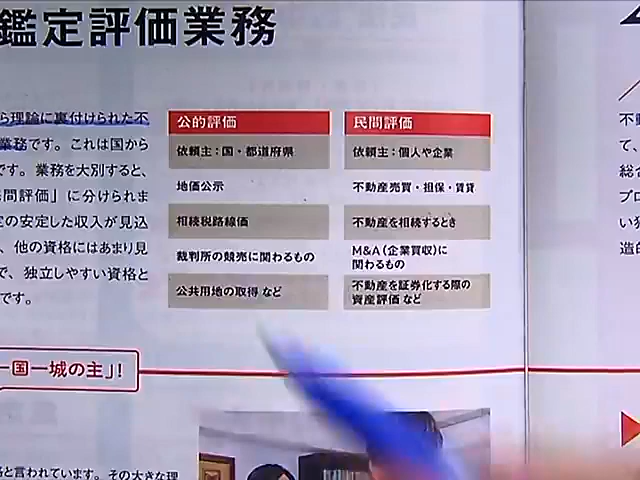 鑑定評価業務
ら理論に裏付けられた不
業務です。これは国から
です。業務を大別すると、
民間評価」に分けられま
定の安定した収入が見込
、他の資格にはあまり見
で、独立しやすい資格と
です。
公的評価
依頼主:国・都道府県
地価公示
相続税路線価
裁判所の競売に関わるもの
公共用地の取得 など
民間評価
依頼主:個人や企業
不動産売買・担保・賃貸
不動産を相続するとき
M&A(企業買収)に
関わるもの
不動産を証券化する際の
資産評価 など
一国一城の主」!
格と言われています。その大きな理
不動
て、
総合
プロ
い狙
造的